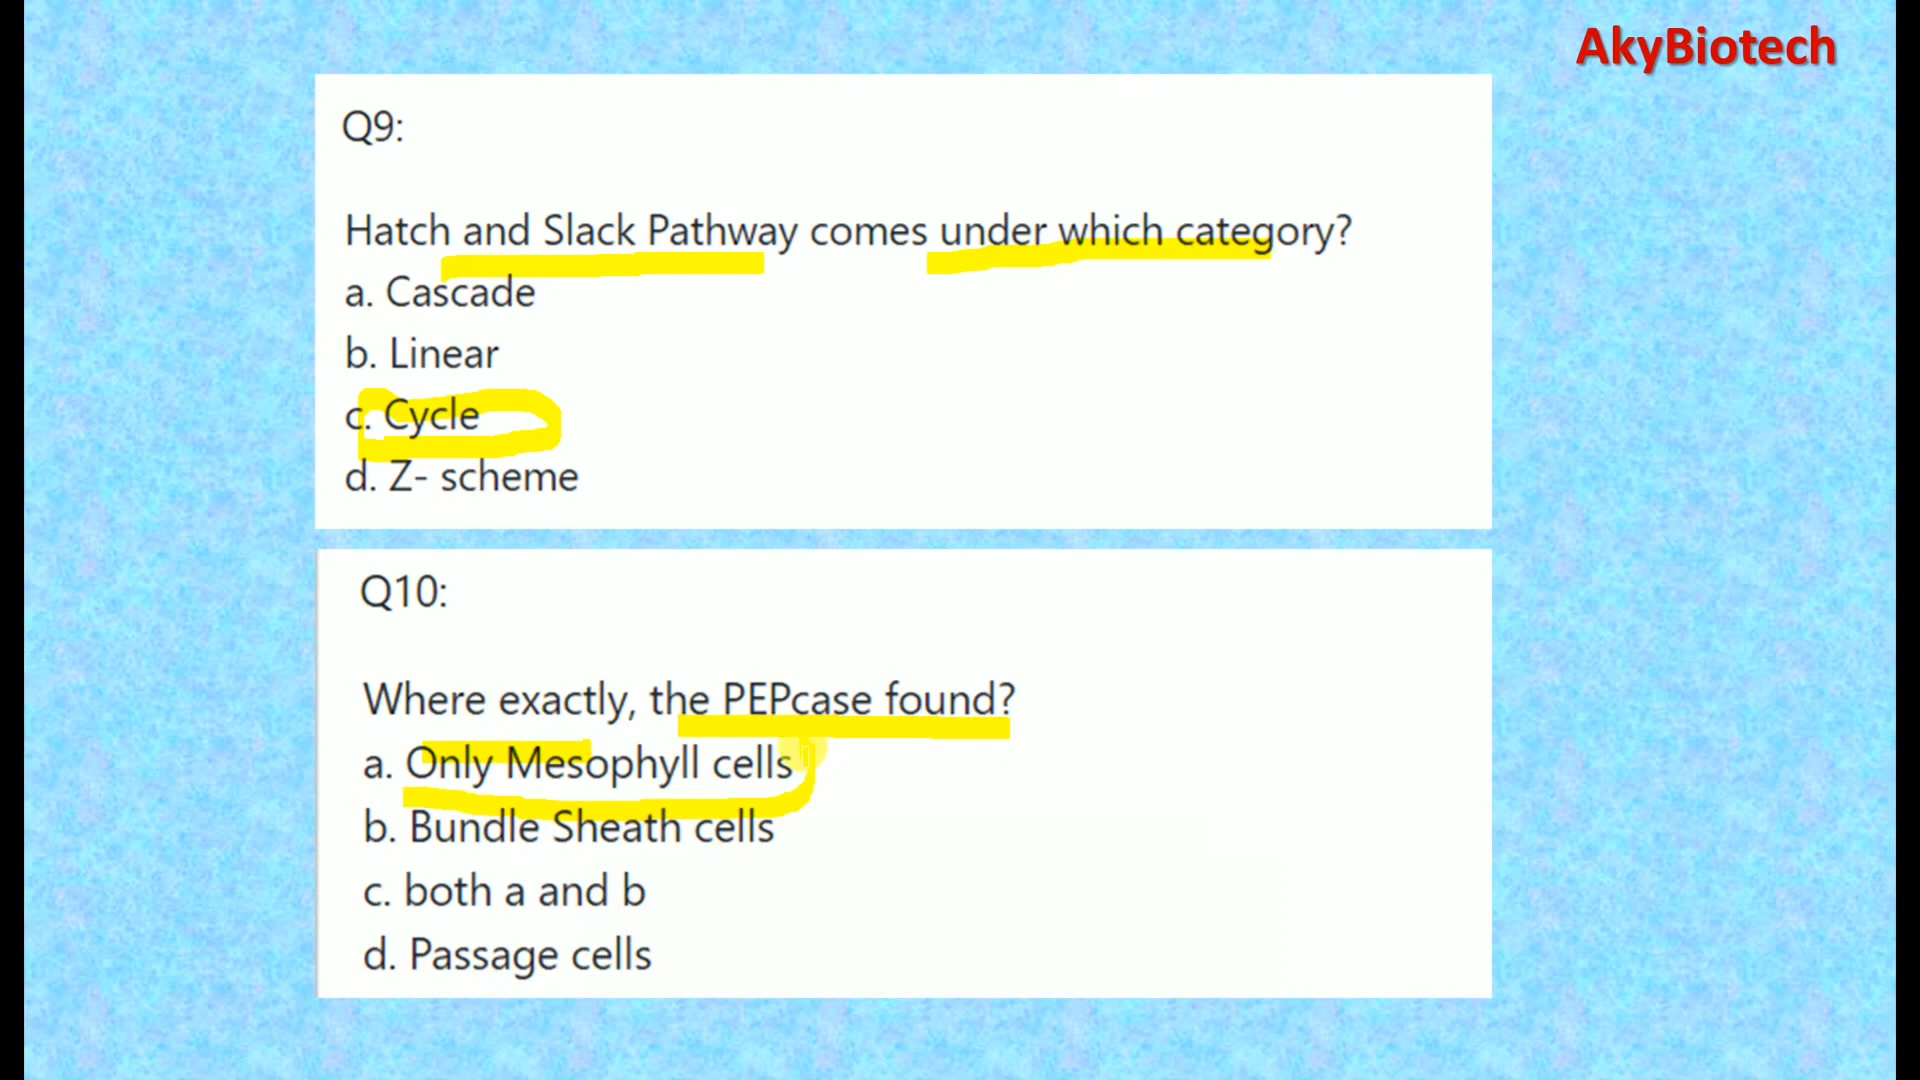 AkyBiotech
Q9:
Hatch and Slack Pathway comes under which category?
a. Cascade
b. Linear
c. Cycle
d. Z- scheme
Q10:
Where exactly, the PEPcase found?
a. Only Mesophyll cells
b. Bundle Sheath cells
c. both a and b
d. Passage cells